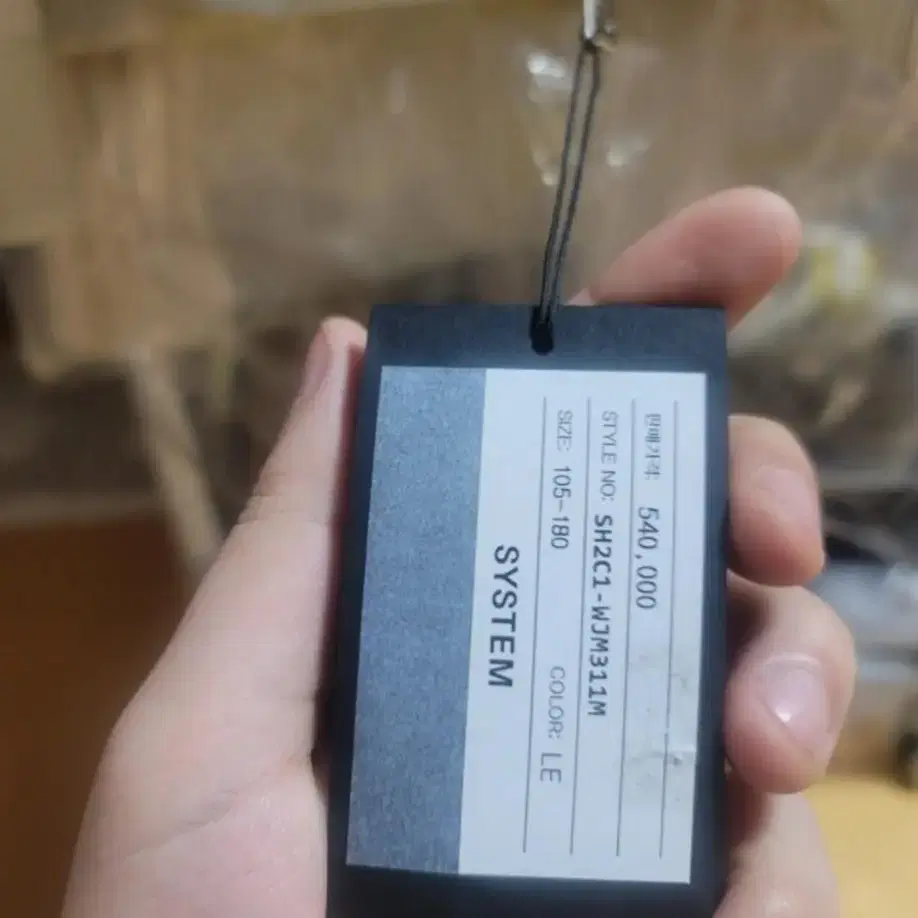 판매가격: 540,000
STYLE NO: SH2C1-WJM311M
SIZE: 105-180 COLOR: LE
SYSTEM